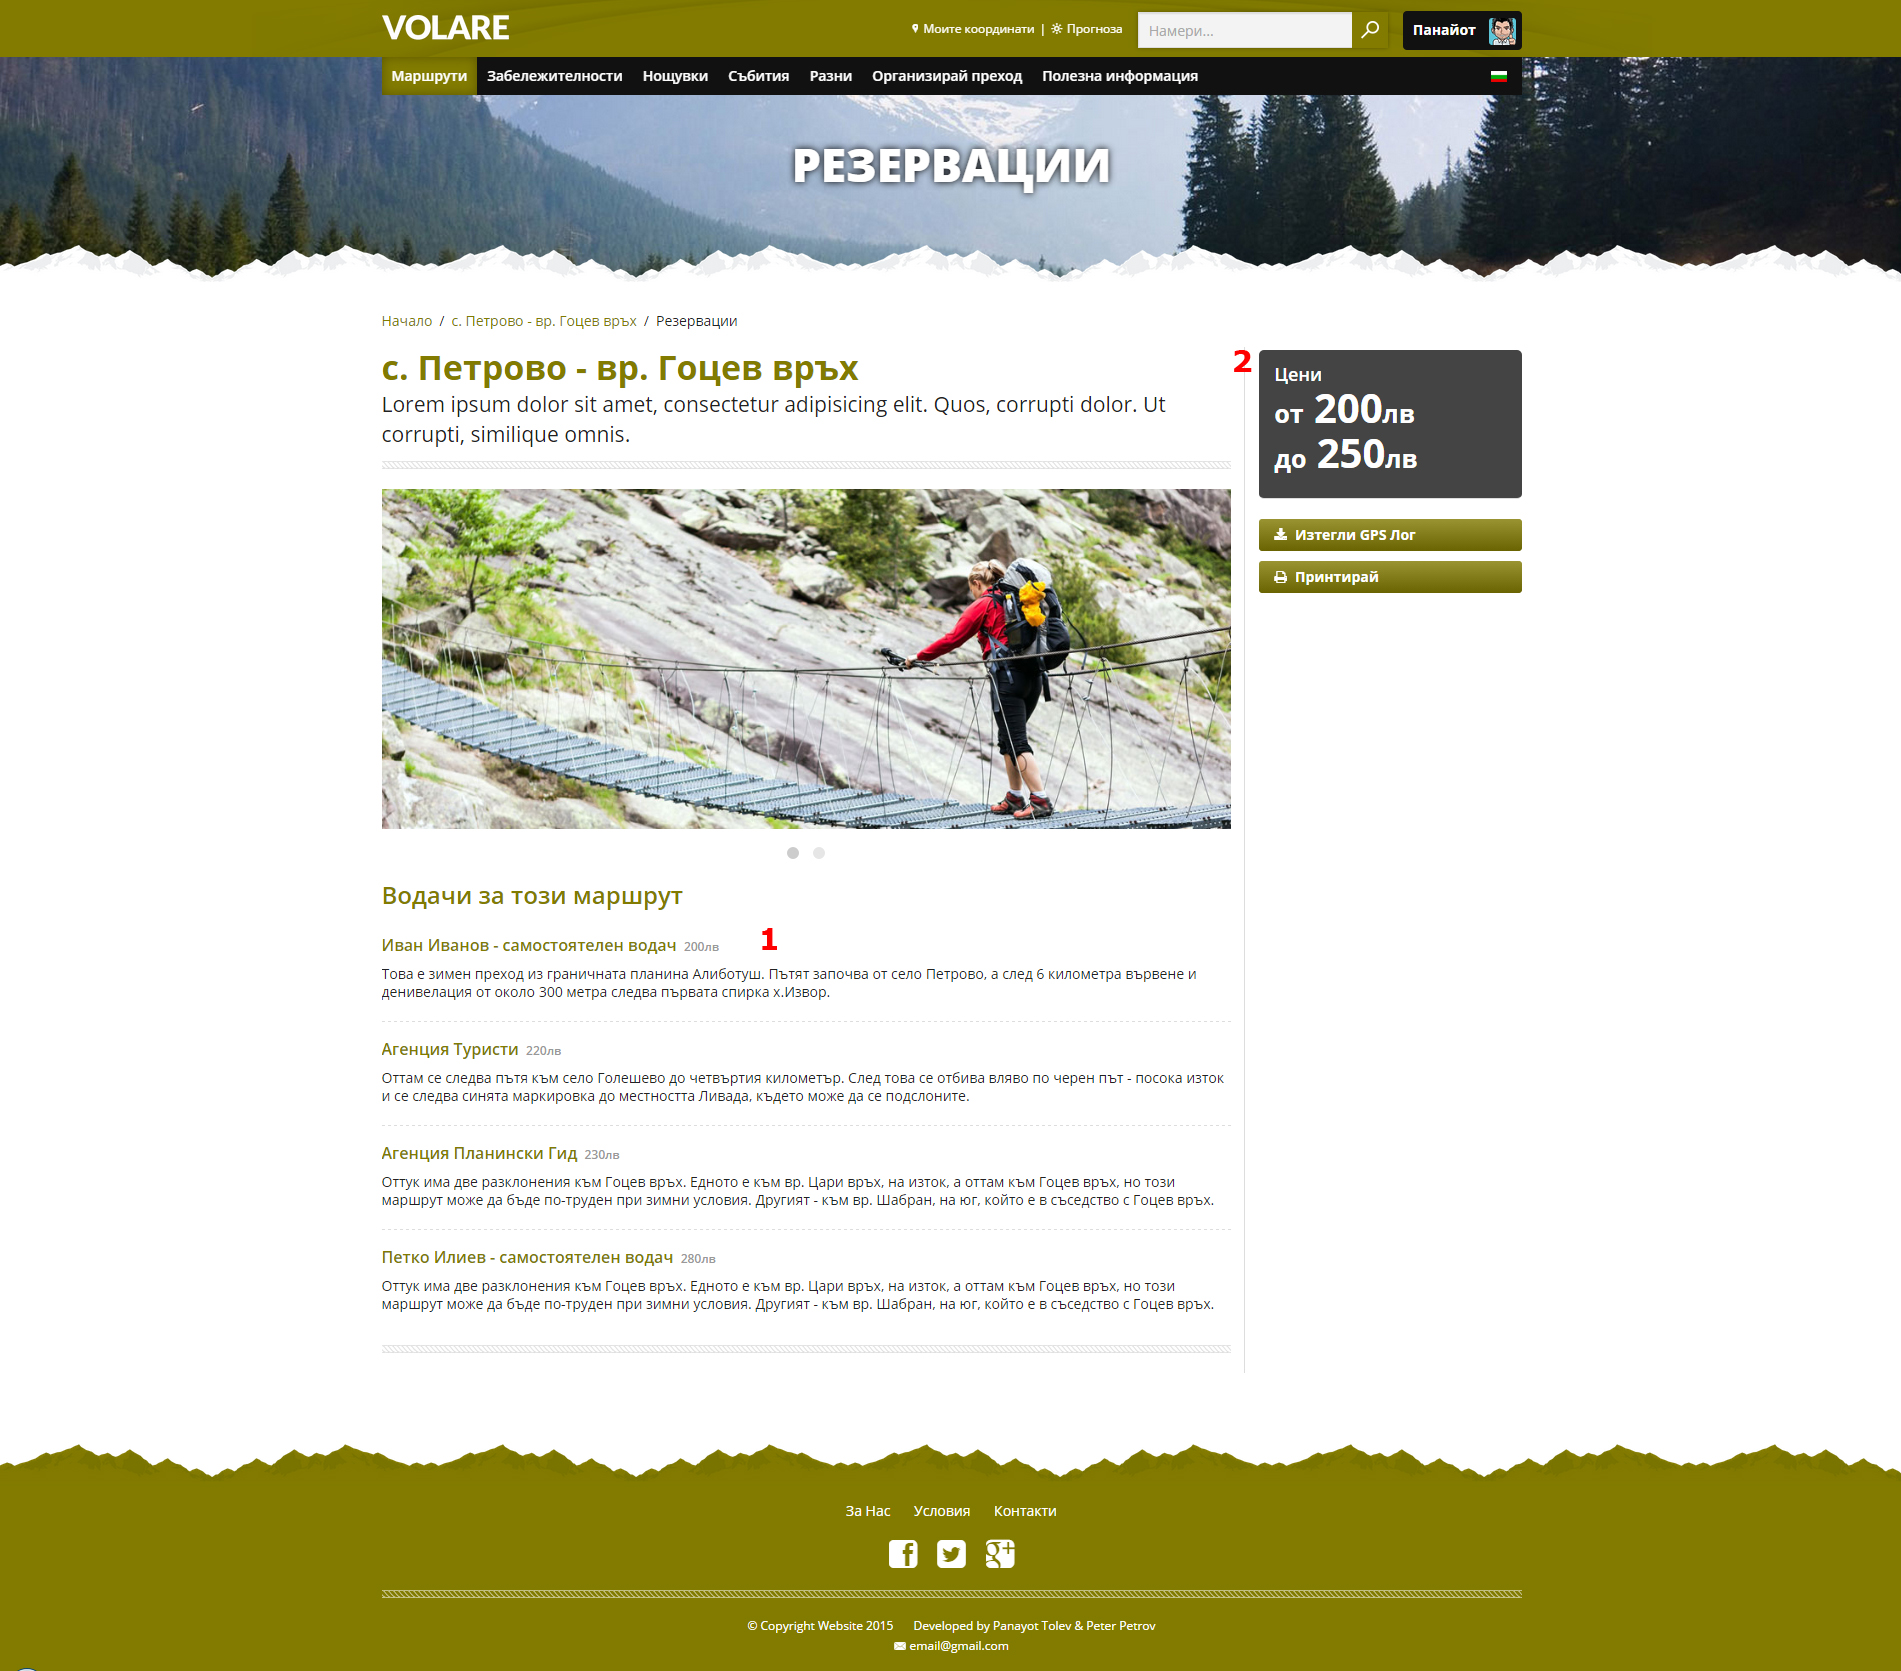 VOLARE
Моите координати | Прогноза
Намери...
Панайот
Маршрути Забележителности Нощувки Събития Разни Организирай преход Полезна информация
РЕЗЕРВАЦИИ
Начало / с. Петрово - вр. Гоцев връх / Резервации
с. Петрово - вр. Гоцев връх
Lorem ipsum dolor sit amet, consectetur adipisicing elit. Quos, corrupti dolor. Ut
corrupti, similique omnis.
2
Цени
от 200лв
до 250лв
Изтегли GPS Лог
Принтирай
Водачи за този маршрут
Иван Иванов - самостоятелен водач 200лв
1
Това е зимен преход из граничната планина Алиботуш. Пътят започва от село Петрово, а след 6 километра вървене и
денивелация от около 300 метра следва първата спирка х.Извор.
Агенция Туристи 220лв
Оттам се следва пътя към село Голешево до четвъртия километър. След това се отбива вляво по черен път - посока изток
и се следва синята маркировка до местността Ливада, където може да се подслоните.
Агенция Планински Гид 230лв
Оттук има две разклонения към Гоцев връх. Едното е към вр. Цари връх, на изток, а оттам към Гоцев връх, но този
маршрут може да бъде по-труден при зимни условия. Другият - към вр. Шабран, на юг, който е в съседство с Гоцев връх.
Петко Илиев - самостоятелен водач 280лв
Оттук има две разклонения към Гоцев връх. Едното е към вр. Цари връх, на изток, а оттам към Гоцев връх, но този
маршрут може да бъде по-труден при зимни условия. Другият - към вр. Шабран, на юг, който е в съседство с Гоцев връх.
За Нас Условия Контакти
© Copyright Website 2015 Developed by Panayot Tolev & Peter Petrov
email@gmail.com